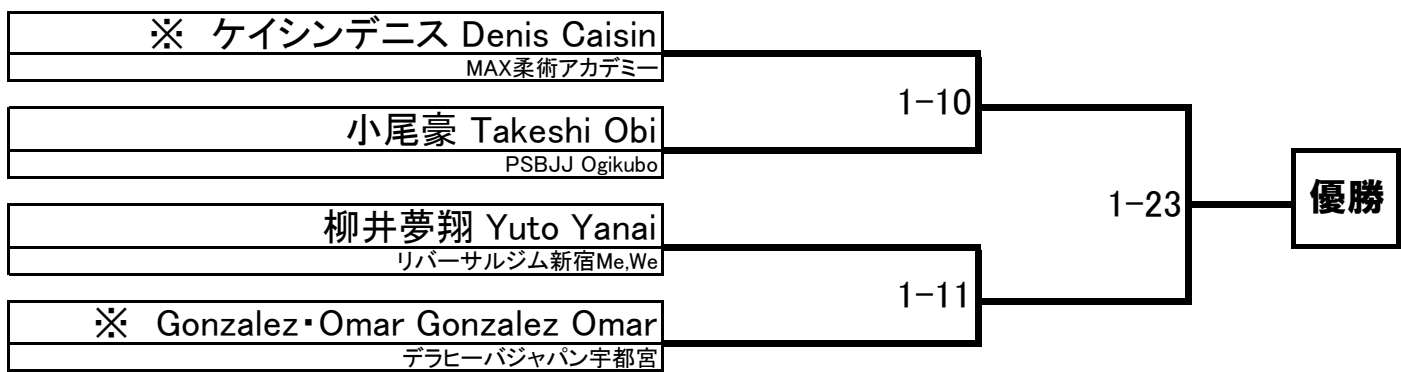 ※ ケイシンデニス Denis Caisin
MAX柔術アカデミー
1-10
小尾豪 Takeshi Obi
PSBJJ Ogikubo
優勝
1-23
柳井夢翔 Yuto Yanai
リバーサルジム新宿Me,We
1-11
※ Gonzalez・Omar Gonzalez Omar
デラヒーバジャパン宇都宮